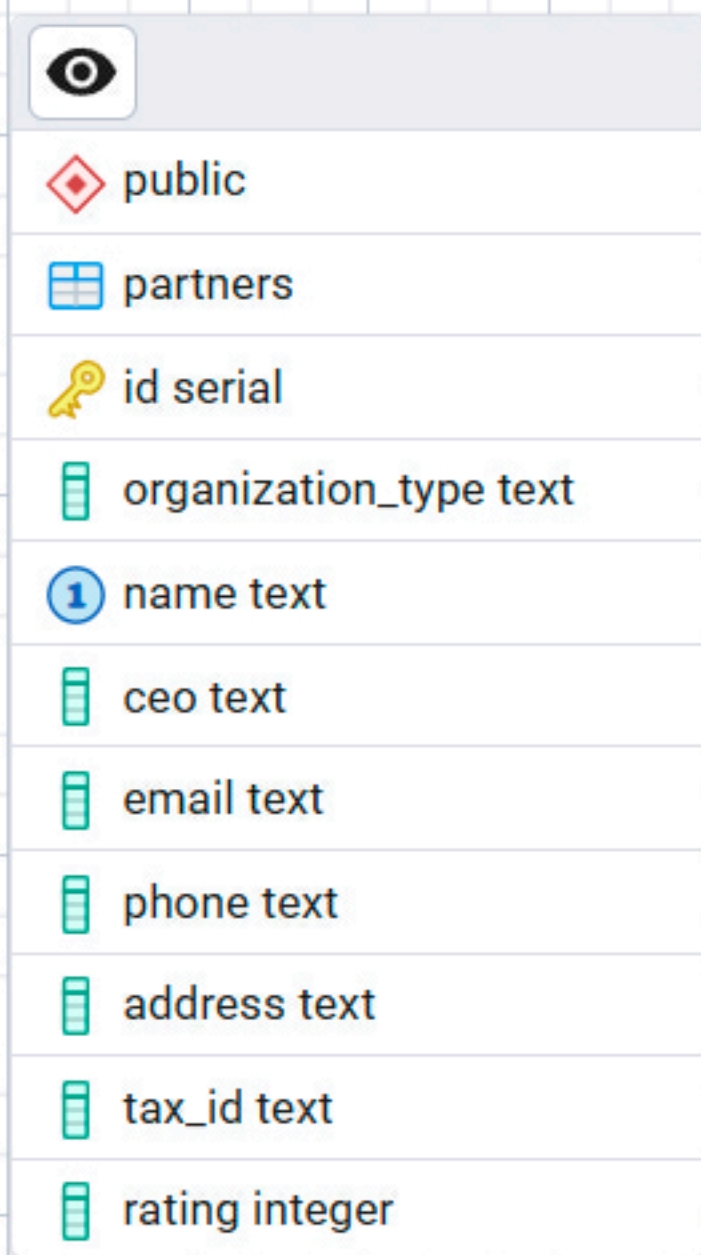 public
partners
id serial
organization_type text
1 name text
ceo text
email text
phone text
address text
tax_id text
rating integer